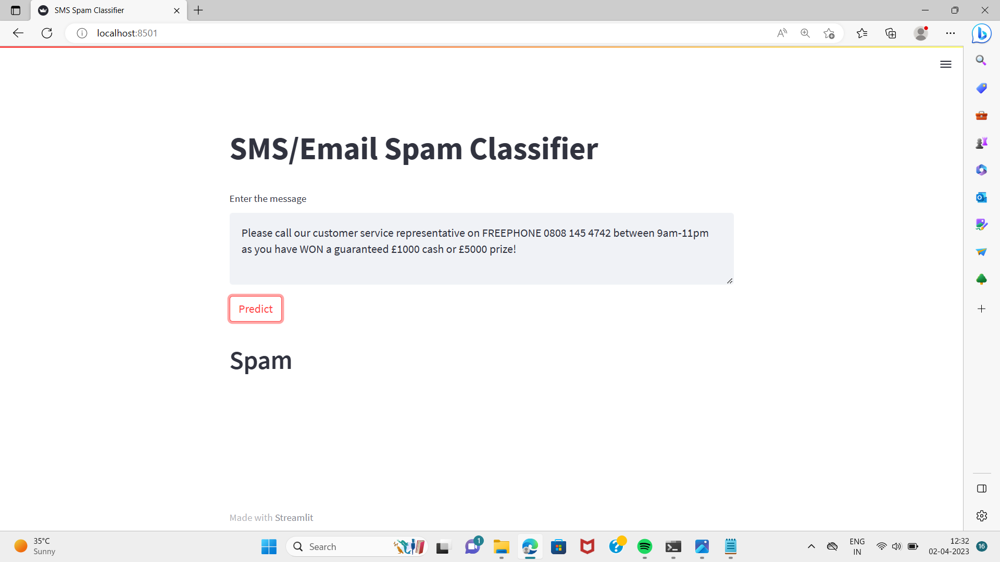 SMS Spam Classifier
localhost:8501
SMS/Email Spam Classifier
Enter the message
Please call our customer service representative on FREEPHONE 0808 145 4742 between 9am-11pm
as you have WON a guaranteed £1000 cash or £5000 prize!
Predict
Spam
Made with Streamlit
35°C
Sunny
Search
1
ENG
IN
12:32
02-04-2023
16